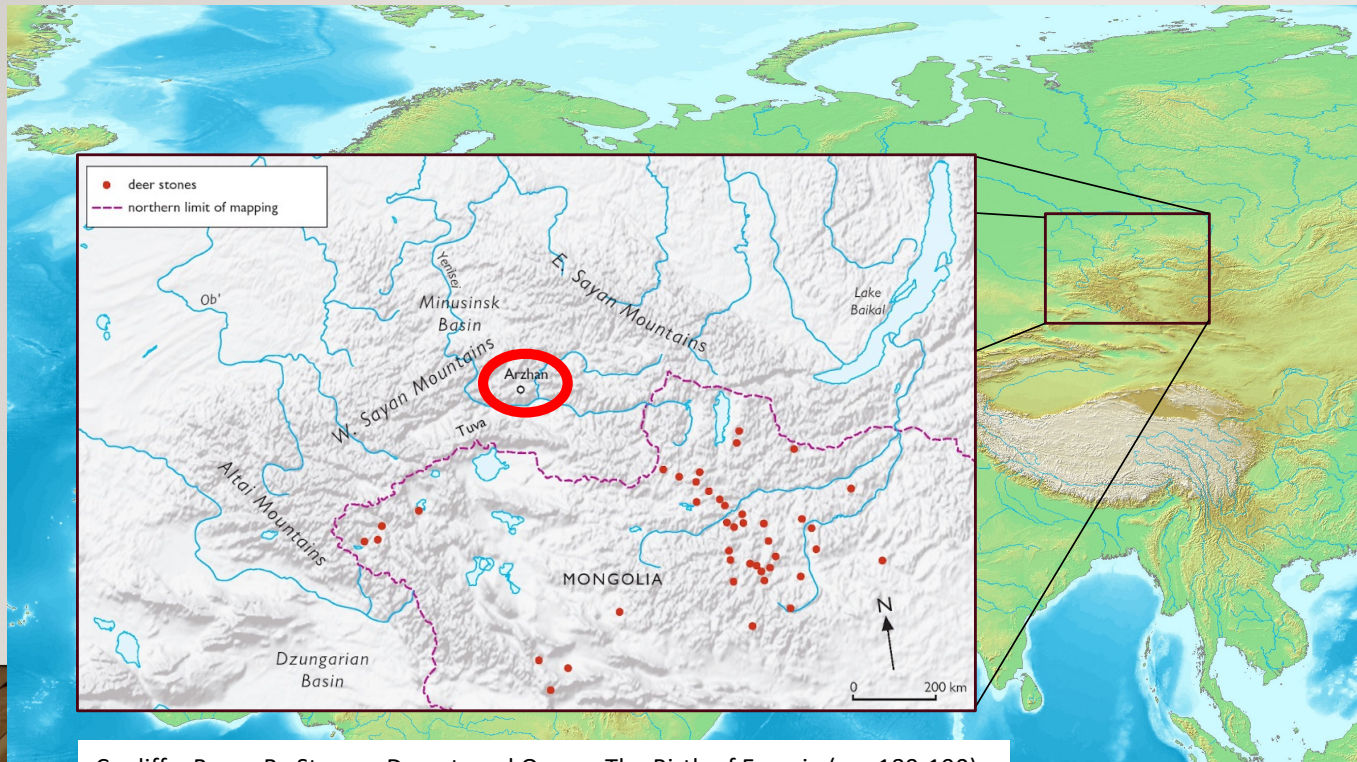 deer stones
northern limit of mapping
Ob'
Yenisei
Minusinsk
Basin
E. Sayan Mountains
Lake
Baikal
W. Sayan Mountains
Arzhan
Tuva
Altai Mountains
MONGOLIA
Dzungarian
Basin
N
0 200 km